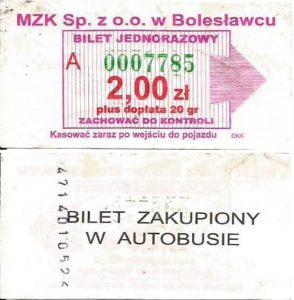 MZK Sp. z o.o. w Bolesławcu
BILET JEDNORAZOWY
A 0007785
2,00 zł
plus dopłata 20 gr
ZACHOWAĆ DO KONTROLI
Kasować zaraz po wejściu do pojazdu DKK
BILET ZAKUPIONY
W AUTOBUSIE